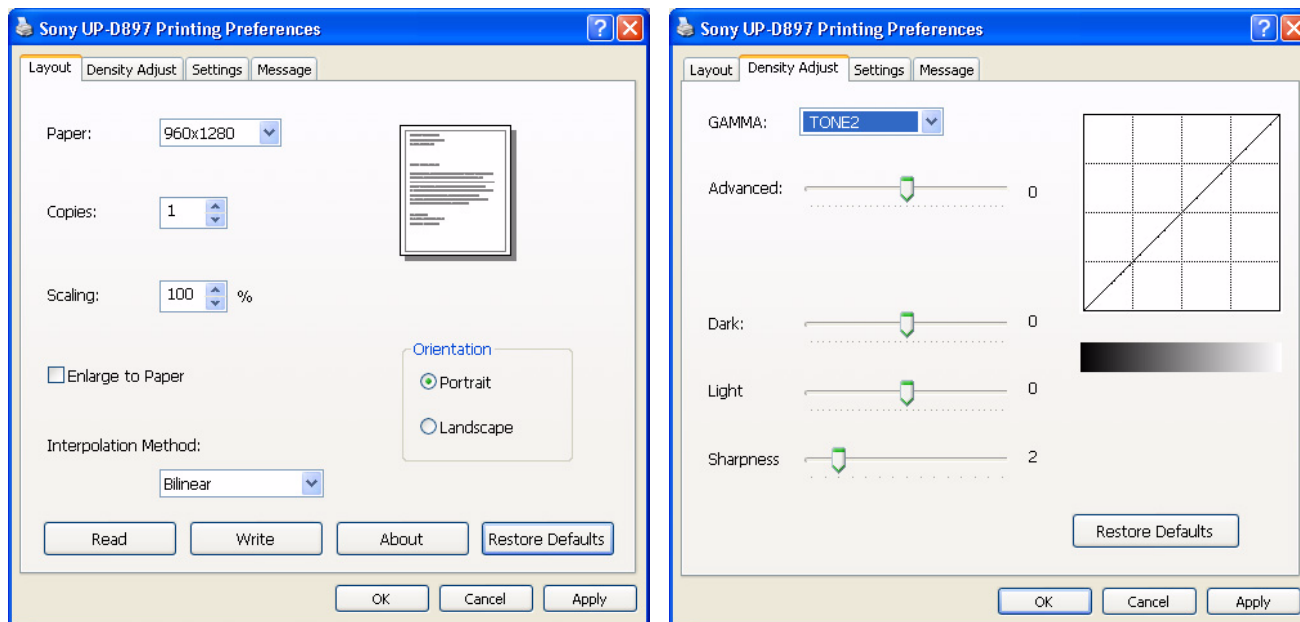 Sony UP-D897 Printing Preferences
Layout Density Adjust Settings Message
Paper: 960x1280
Copies: 1
Scaling: 100 %
Enlarge to Paper
Orientation
Portrait
Landscape
Interpolation Method:
Bilinear
Read Write About Restore Defaults
OK Cancel Apply
Sony UP-D897 Printing Preferences
Layout Density Adjust Settings Message
GAMMA: TONE2
Advanced: 0
Dark: 0
Light 0
Sharpness 2
Restore Defaults
OK Cancel Apply